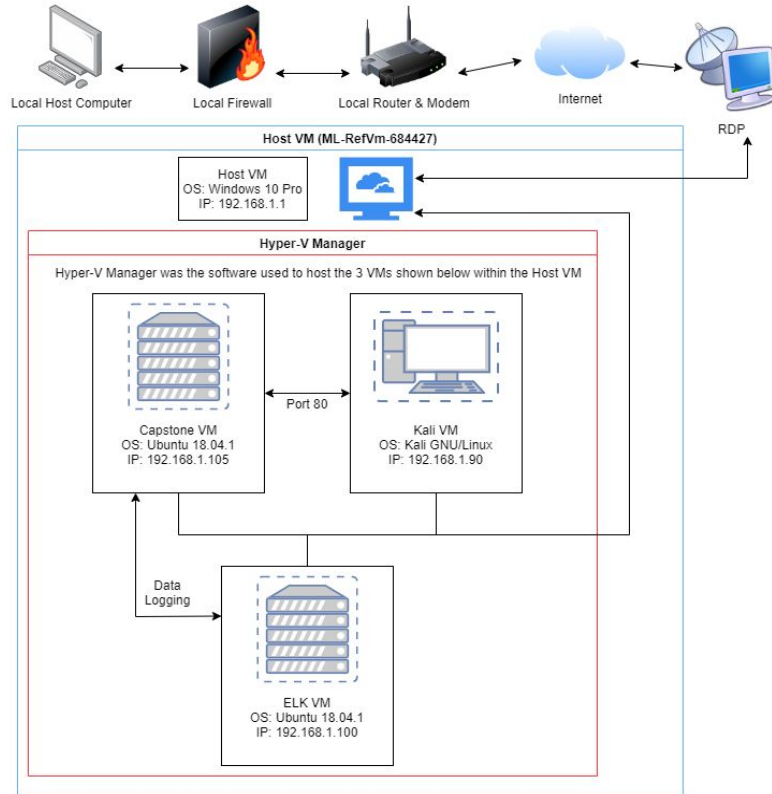 Local Host Computer
Local Firewall
Local Router & Modem
Internet
RDP
Host VM (ML-RefVm-684427)
Host VM
OS: Windows 10 Pro
IP: 192.168.1.1
Hyper-V Manager
Hyper-V Manager was the software used to host the 3 VMs shown below within the Host VM
Port 80
Capstone VM
OS: Ubuntu 18.04.1
IP: 192.168.1.105
Kali VM
OS: Kali GNU/Linux
IP: 192.168.1.90
Data
Logging
ELK VM
OS: Ubuntu 18.04.1
IP: 192.168.1.100